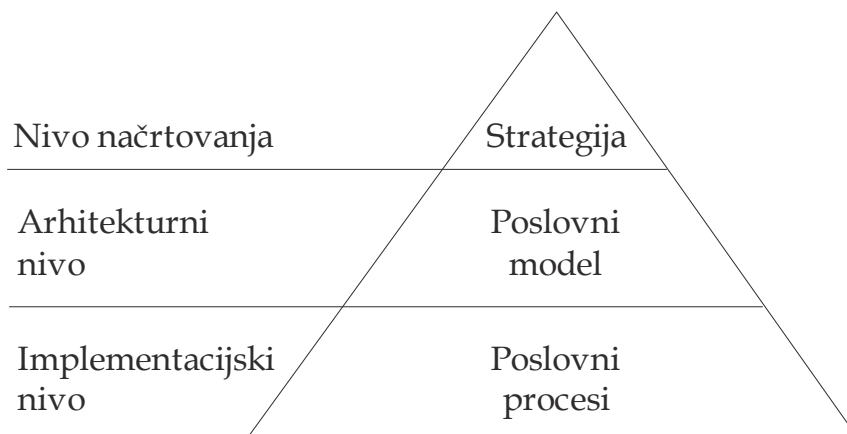 Nivo načrtovanja
Strategija
Arhitekturni
nivo
Poslovni
model
Implementacijski
nivo
Poslovni
procesi